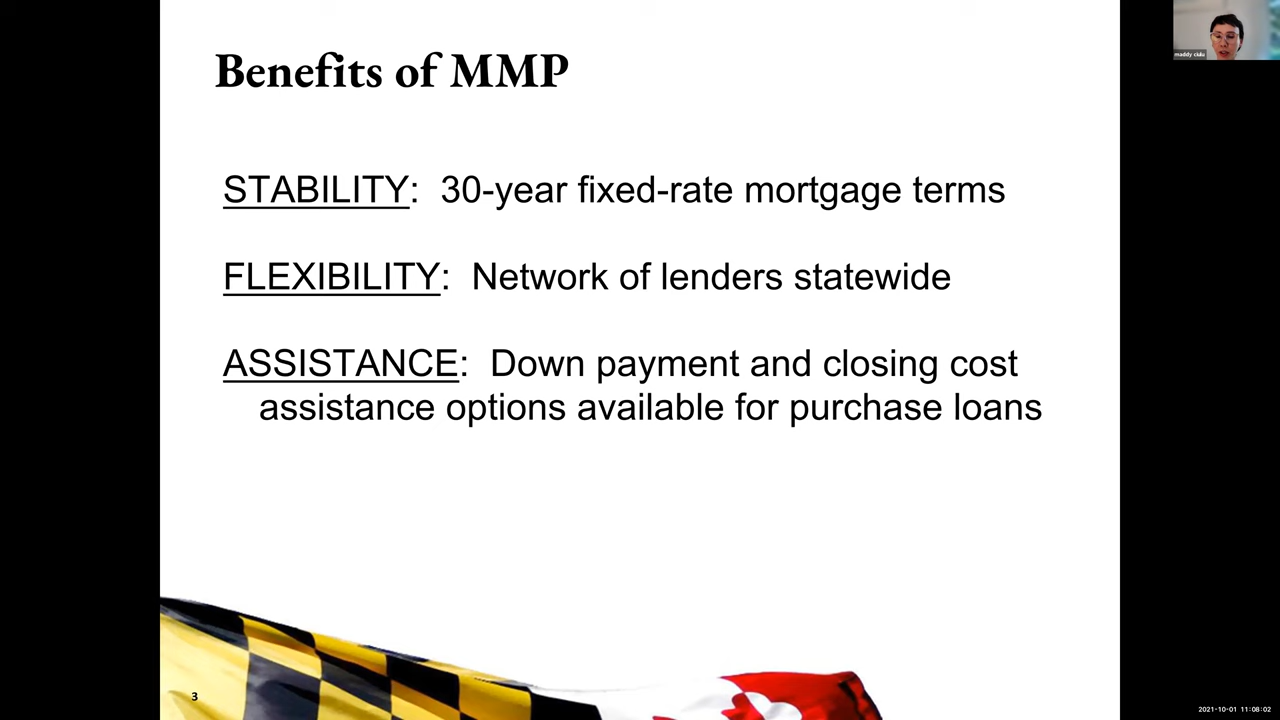 Benefits of MMP
maddy ciulu
STABILITY:  30-year fixed-rate mortgage terms
FLEXIBILITY:  Network of lenders statewide
ASSISTANCE:  Down payment and closing cost
assistance options available for purchase loans
3
2021-10-01 11:08:02